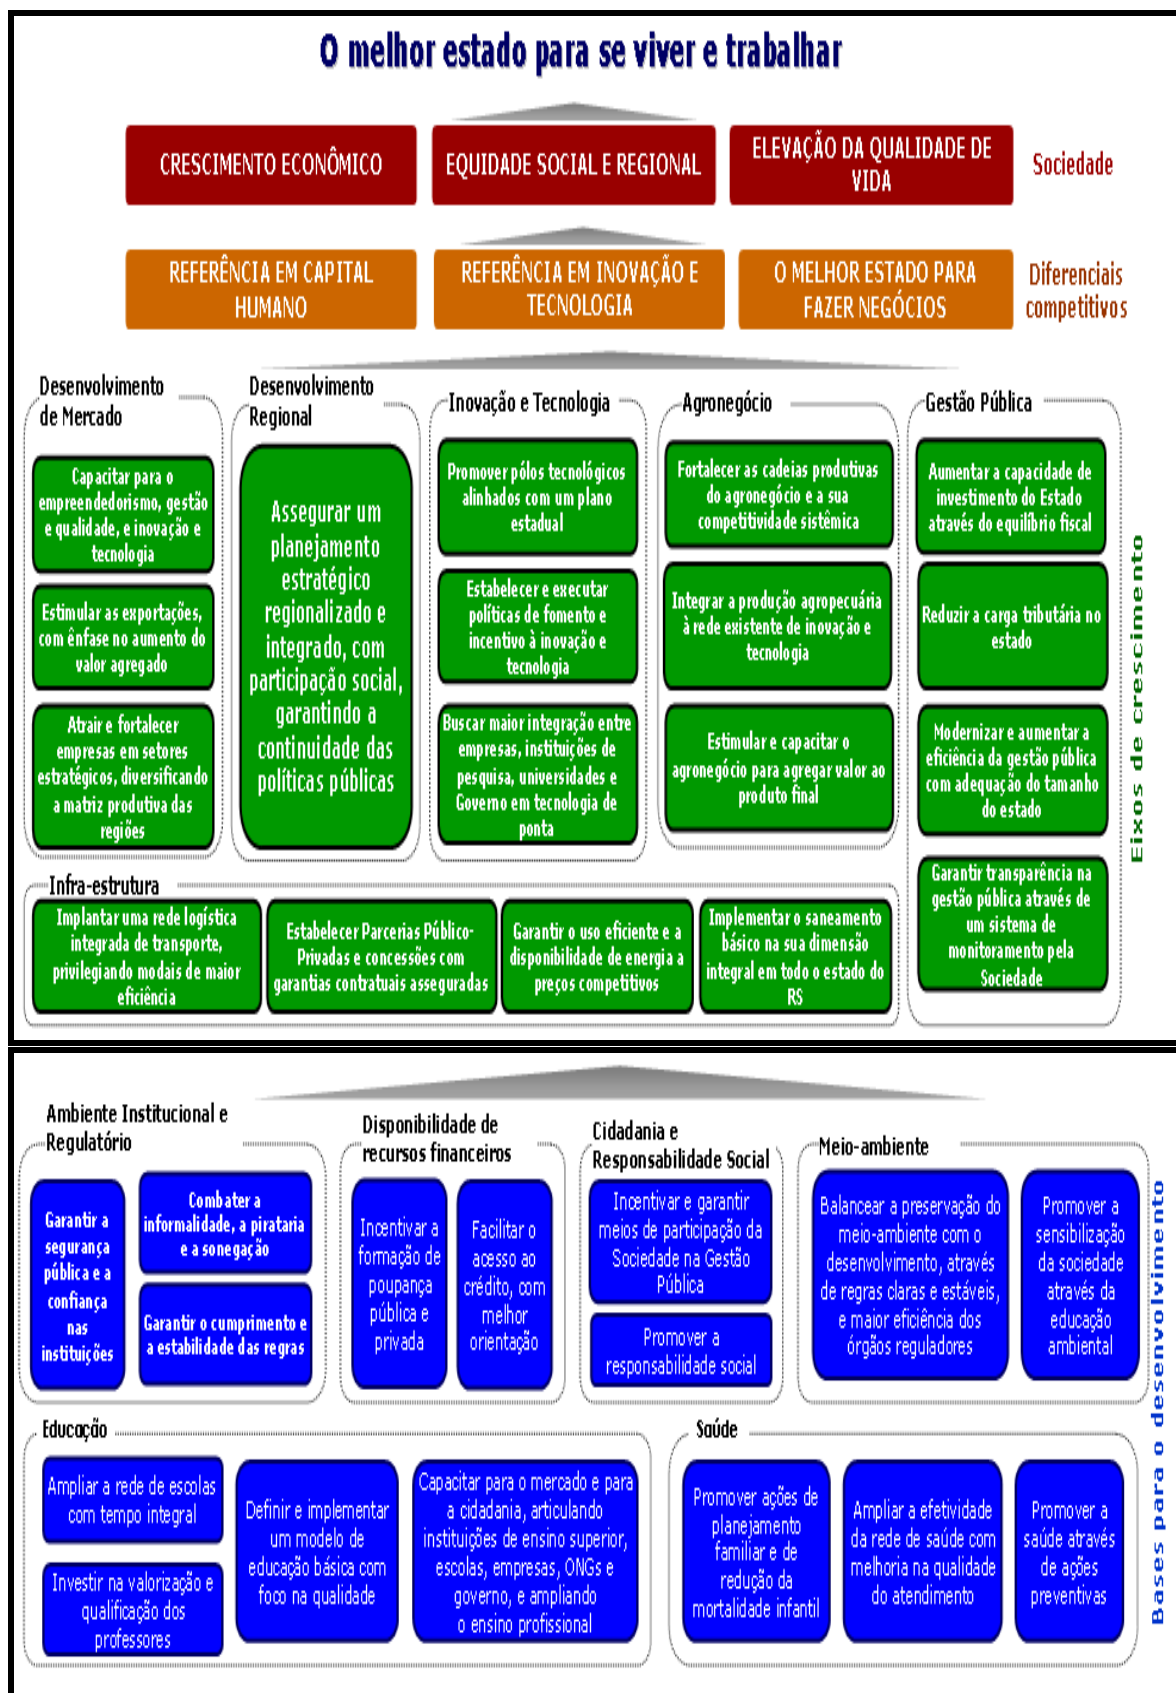 O melhor estado para se viver e trabalhar
CRESCIMENTO ECONÔMICO
EQUIDADE SOCIAL E REGIONAL
ELEVAÇÃO DA QUALIDADE DE
VIDA
Sociedade
REFERÊNCIA EM CAPITAL
HUMANO
REFERÊNCIA EM INOVAÇÃO E
TECNOLOGIA
O MELHOR ESTADO PARA
FAZER NEGÓCIOS
Diferenciais
competitivos
Desenvolvimento
de Mercado
Capacitar para o
empreendedorismo, gestão
e qualidade, e inovação e
tecnologia
Estimular as exportações,
com ênfase no aumento do
valor agregado
Atrair e fortalecer
empresas em setores
estratégicos, diversificando
a matriz produtiva das
regiões
Desenvolvimento
Regional
Assegurar um
planejamento
estratégico
regionalizado e
integrado, com
participação social,
garantindo a
continuidade das
políticas públicas
Inovação e Tecnologia
Promover pólos tecnológicos
alinhados com um plano
estadual
Estabelecer e executar
políticas de fomento e
incentivo à inovação e
tecnologia
Buscar maior integração entre
empresas, instituições de
pesquisa, universidades e
Governo em tecnologia de
ponta
Agronegócio
Fortalecer as cadeias produtivas
do agronegócio e a sua
competitividade sistêmica
Integrar a produção agropecuária
à rede existente de inovação e
tecnologia
Estimular e capacitar o
agronegócio para agregar valor ao
produto final
Gestão Pública
Aumentar a capacidade de
investimento do Estado
através do equilíbrio fiscal
Reduzir a carga tributária no
estado
Modernizar e aumentar a
eficiência da gestão pública
com adequação do tamanho
do estado
Garantir transparência na
gestão pública através de
um sistema de
monitoramento pela
Sociedade
Eixos de crescimento
Infra-estrutura
Implantar uma rede logística
integrada de transporte,
privilegiando modais de maior
eficiência
Estabelecer Parcerias Público-
Privadas e concessões com
garantias contratuais asseguradas
Garantir o uso eficiente e a
disponibilidade de energia a
preços competitivos
Implementar o saneamento
básico na sua dimensão
integral em todo o estado do
RS
Ambiente Institucional e
Regulatório
Garantir a
segurança
pública e a
confiança
nas
instituições
Combater a
informalidade, a pirataria
e a sonegação
Garantir o cumprimento e
a estabilidade das regras
Disponibilidade de
recursos financeiros
Incentivar a
formação de
poupança
pública e
privada
Facilitar o
acesso ao
crédito, com
melhor
orientação
Cidadania e
Responsabilidade Social
Incentivar e garantir
meios de participação da
Sociedade na Gestão
Pública
Promover a
responsabilidade social
Meio-ambiente
Balancear a preservação do
meio-ambiente com o
desenvolvimento, através
de regras claras e estáveis,
e maior eficiência dos
órgãos reguladores
Promover a
sensibilização
da sociedade
através da
educação
ambiental
Bases para o desenvolvimento
Educação
Ampliar a rede de escolas
com tempo integral
Investir na valorização e
qualificação dos
professores
Definir e implementar
um modelo de
educação básica com
foco na qualidade
Capacitar para o mercado e para
a cidadania, articulando
instituições de ensino superior,
escolas, empresas, ONGs e
governo, e ampliando
o ensino profissional
Saúde
Promover ações de
planejamento
familiar e de
redução da
mortalidade infantil
Ampliar a efetividade
da rede de saúde com
melhoria na qualidade
do atendimento
Promover a
saúde através
de ações
preventivas